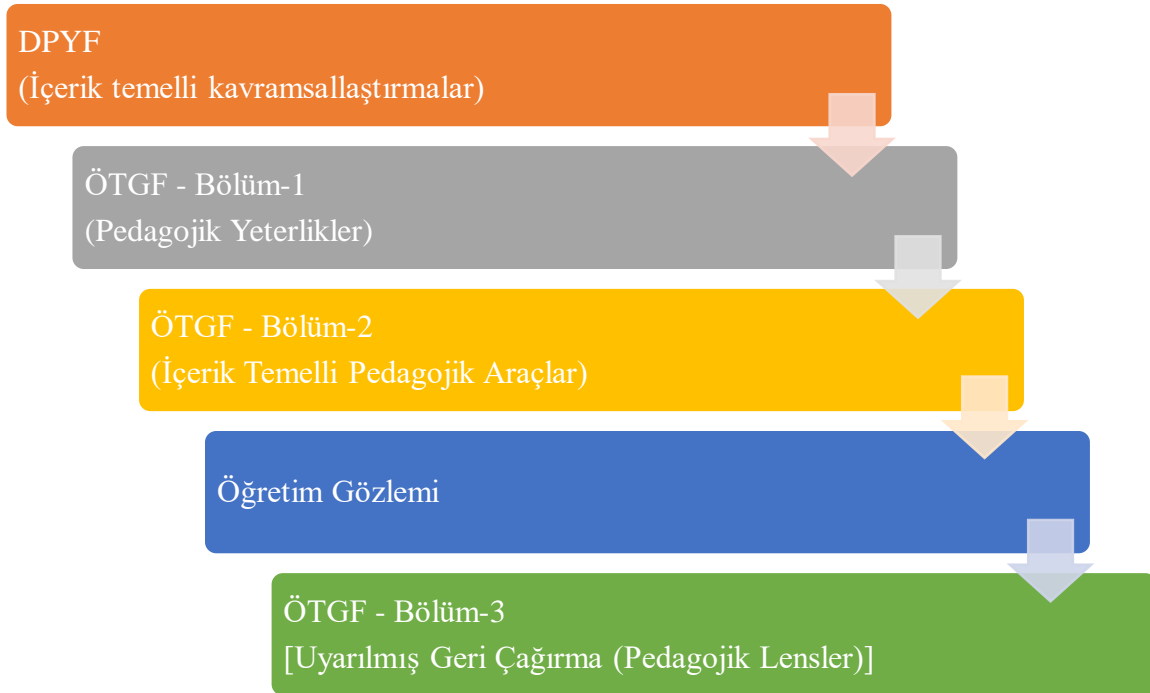 DPYF
(İçerik temelli kavramsallaştırmalar)
ÖTGF - Bölüm-1
(Pedagojik Yeterlikler)
ÖTGF - Bölüm-2
(İçerik Temelli Pedagojik Araçlar)
Öğretim Gözlemi
ÖTGF - Bölüm-3
[Uyarılmış Geri Çağırma (Pedagojik Lensler)]